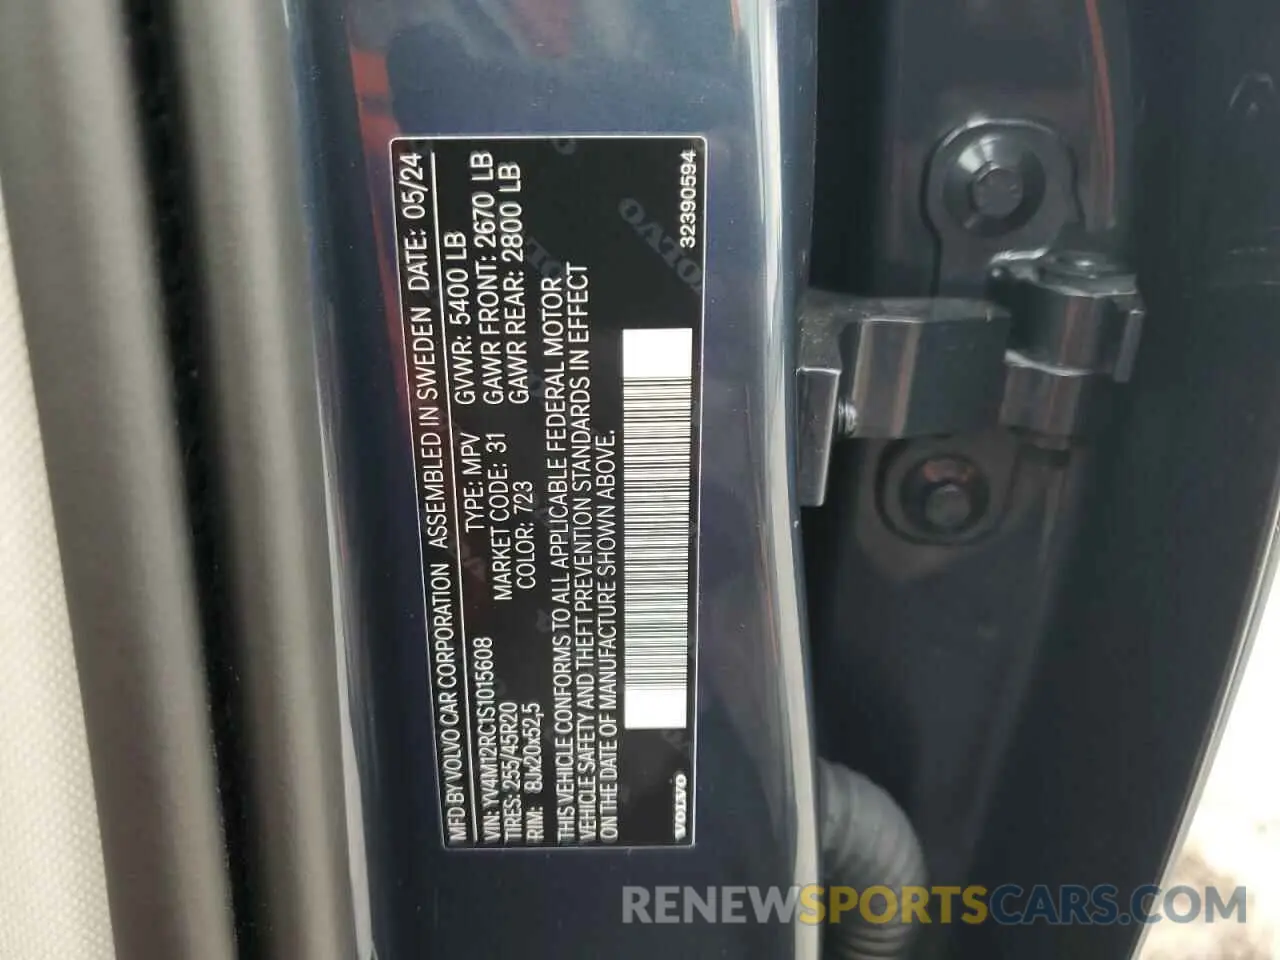 MFD BY VOLVO CAR CORPORATION ASSEMBLED IN SWEDEN DATE: 05/24
VIN: YV4M12RC1S1015608 TYPE: MPV GVWR: 5400 LB
TIRES: 255/45R20 MARKET CODE: 31 GAWR FRONT: 2670 LB
RIM: 8Jx20x52,5 COLOR: 723 GAWR REAR: 2800 LB
THIS VEHICLE CONFORMS TO ALL APPLICABLE FEDERAL MOTOR
VEHICLE SAFETY AND THEFT PREVENTION STANDARDS IN EFFECT
ON THE DATE OF MANUFACTURE SHOWN ABOVE.
VOLVO
32390594
RENEWSPORTSCARS.COM